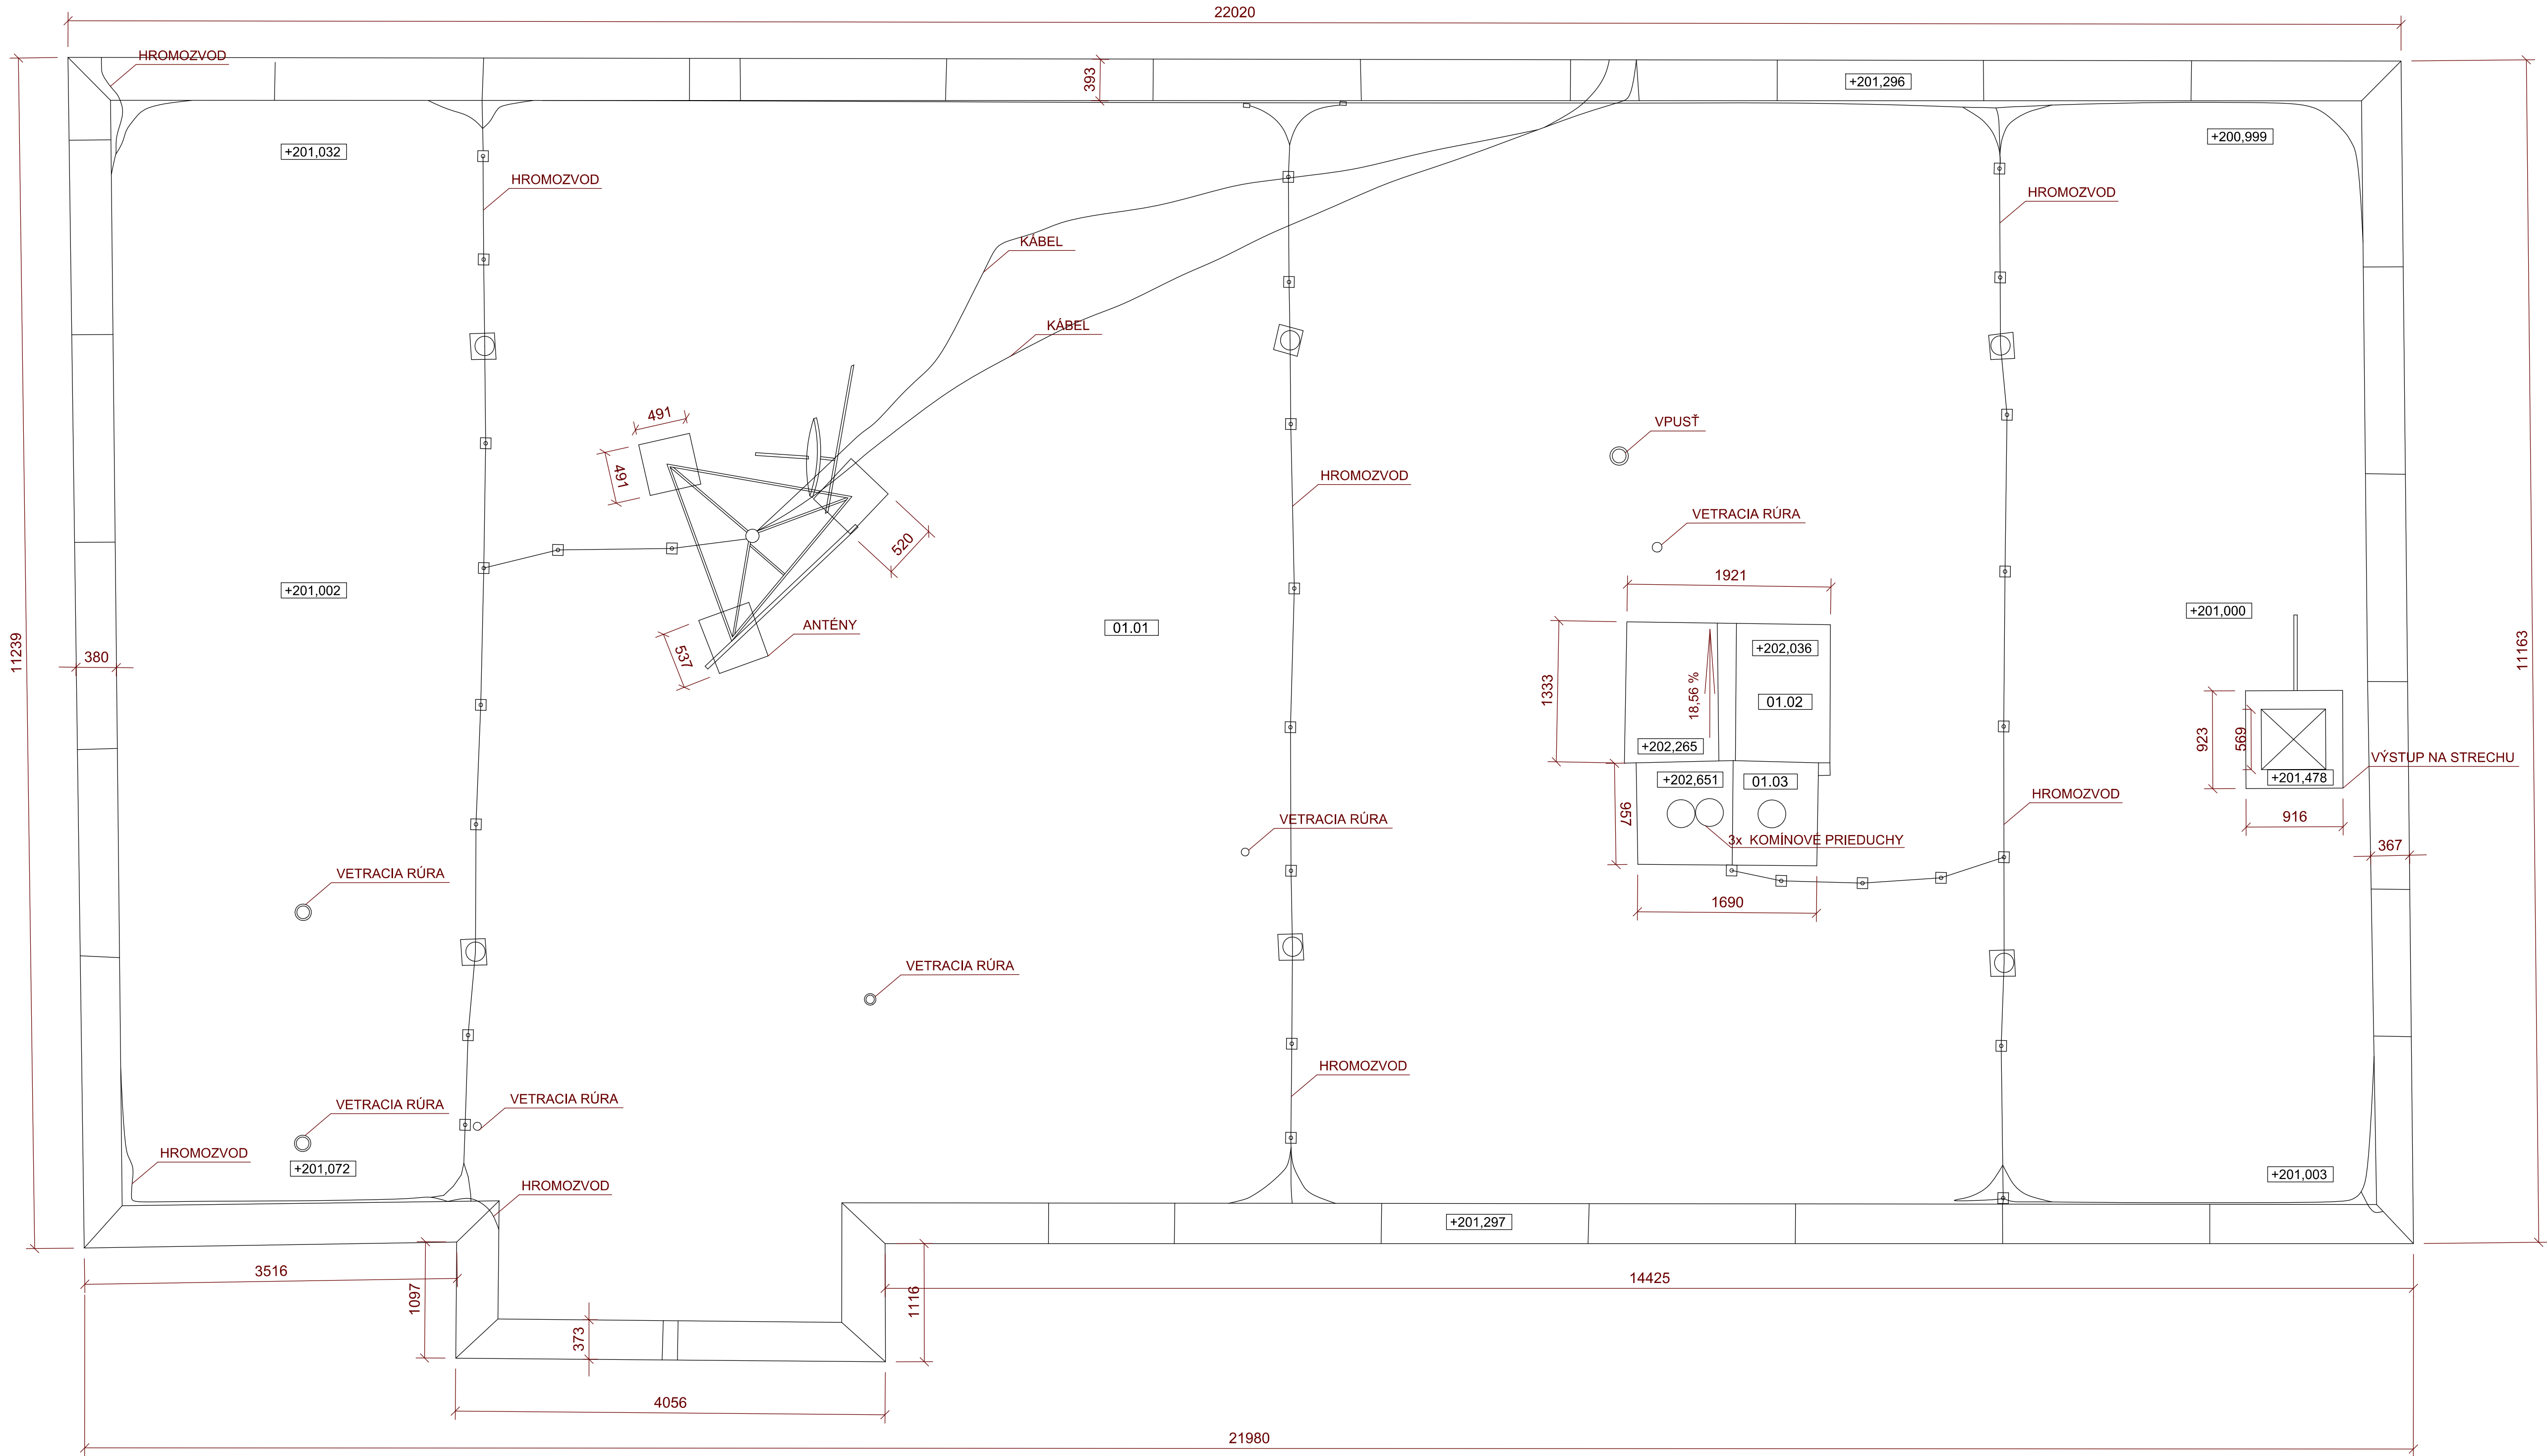 22020
HROMOZVOD
393
+201,296
+201,032
+200,999
HROMOZVOD
HROMOZVOD
KÁBEL
KÁBEL
491
491
VPUSŤ
HROMOZVOD
VETRACIA RÚRA
520
1921
+201,002
+201,000
ANTÉNY
01.01
+202,036
11239
380
537
1333
18,56 %
01.02
11163
+202,265
923
569
VÝSTUP NA STRECHU
+202,651
01.03
+201,478
HROMOZVOD
957
VETRACIA RÚRA
916
3x KOMÍNOVÉ PRIEDUCHY
367
VETRACIA RÚRA
1690
VETRACIA RÚRA
HROMOZVOD
VETRACIA RÚRA
VETRACIA RÚRA
HROMOZVOD
+201,072
+201,003
HROMOZVOD
+201,297
3516
14425
1097
1116
373
4056
21980